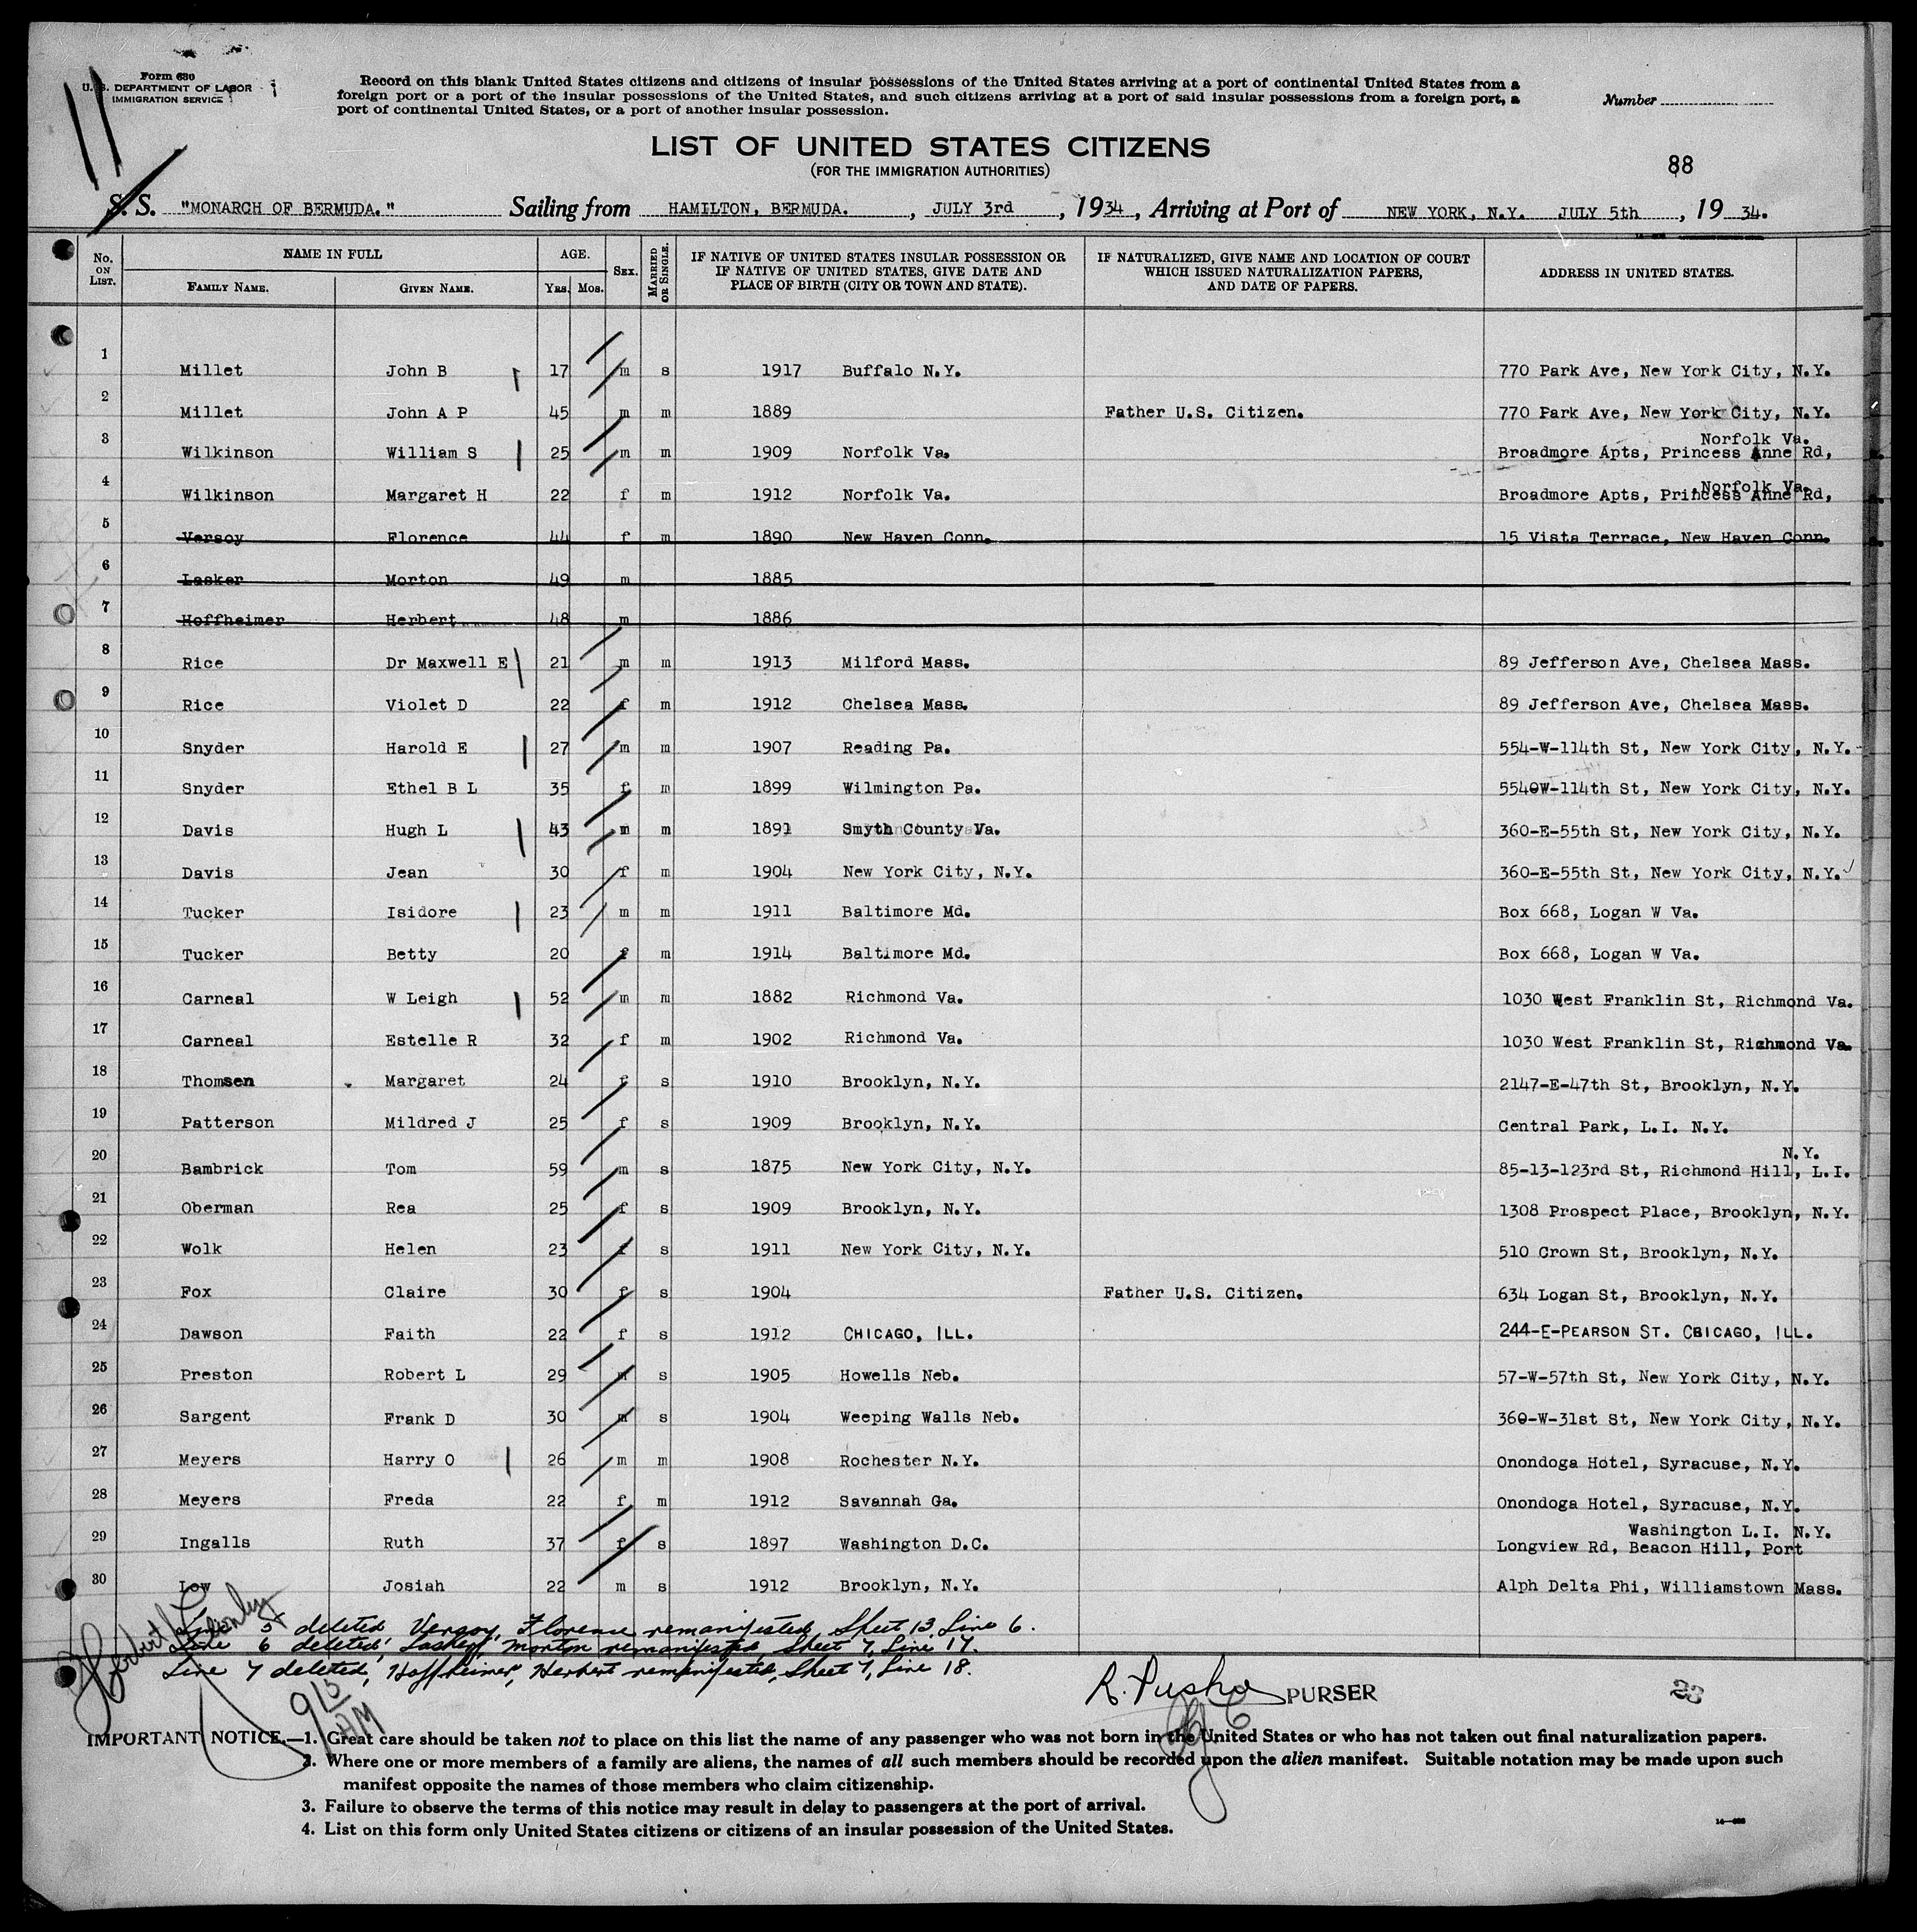 Form 630
U. S. DEPARTMENT OF LABOR
IMMIGRATION SERVICE
Record on this blank United States citizens and citizens of insular possessions of the United States arriving at a port of continental United States from a
foreign port or a port of the insular possessions of the United States, and such citizens arriving at a port of said insular possessions from a foreign port, a
port of continental United States, or a port of another insular possession.
Number
LIST OF UNITED STATES CITIZENS
(FOR THE IMMIGRATION AUTHORITIES)
88
S. S. "MONARCH OF BERMUDA." Sailing from HAMILTON, BERMUDA. , JULY 3rd , 1934 , Arriving at Port of NEW YORK, N.Y. JULY 5th , 19 34.
No. ON LIST. NAME IN FULL FAMILY NAME. GIVEN NAME. AGE. YRS. MOS. SEX. MARRIED OR SINGLE. IF NATIVE OF UNITED STATES INSULAR POSSESSION OR IF NATIVE OF UNITED STATES, GIVE DATE AND PLACE OF BIRTH (CITY OR TOWN AND STATE). IF NATURALIZED, GIVE NAME AND LOCATION OF COURT WHICH ISSUED NATURALIZATION PAPERS, AND DATE OF PAPERS. ADDRESS IN UNITED STATES.
1 Millet John B 17 m s 1917 Buffalo N.Y. 770 Park Ave, New York City, N.Y.
2 Millet John A P 45 m m 1889 Father U.S. Citizen. 770 Park Ave, New York City, N.Y.
3 Wilkinson William S 25 m m 1909 Norfolk Va. Broadmore Apts, Princess Anne Rd, Norfolk Va.
4 Wilkinson Margaret H 22 f m 1912 Norfolk Va. Broadmore Apts, Princess Anne Rd, Norfolk Va.
5 Versoy Florence 44 f m 1890 New Haven Conn. 15 Vista Terrace, New Haven Conn.
6 Lasker Morton 49 m 1885
7 Hoffheimer Herbert 48 m 1886
8 Rice Dr Maxwell E 21 m m 1913 Milford Mass. 89 Jefferson Ave, Chelsea Mass.
9 Rice Violet D 22 f m 1912 Chelsea Mass. 89 Jefferson Ave, Chelsea Mass.
10 Snyder Harold E 27 m m 1907 Reading Pa. 554-W-114th St, New York City, N.Y.
11 Snyder Ethel B L 35 f m 1899 Wilmington Pa. 554-W-114th St, New York City, N.Y.
12 Davis Hugh L 43 m m 1891 Smyth County Va. 360-E-55th St, New York City, N.Y.
13 Davis Jean 30 f m 1904 New York City, N.Y. 360-E-55th St, New York City, N.Y.
14 Tucker Isidore 23 m m 1911 Baltimore Md. Box 668, Logan W Va.
15 Tucker Betty 20 f m 1914 Baltimore Md. Box 668, Logan W Va.
16 Carneal W Leigh 52 m m 1882 Richmond Va. 1030 West Franklin St, Richmond Va.
17 Carneal Estelle R 32 f m 1902 Richmond Va. 1030 West Franklin St, Richmond Va.
18 Thomsen Margaret 24 f s 1910 Brooklyn, N.Y. 2147-E-47th St, Brooklyn, N.Y.
19 Patterson Mildred J 25 f s 1909 Brooklyn, N.Y. Central Park, L.I. N.Y.
20 Bambrick Tom 59 m s 1875 New York City, N.Y. 85-13-123rd St, Richmond Hill, L.I. N.Y.
21 Oberman Rea 25 f s 1909 Brooklyn, N.Y. 1308 Prospect Place, Brooklyn, N.Y.
22 Wolk Helen 23 f s 1911 New York City, N.Y. 510 Crown St, Brooklyn, N.Y.
23 Fox Claire 30 f s 1904 Father U.S. Citizen. 634 Logan St, Brooklyn, N.Y.
24 Dawson Faith 22 f s 1912 CHICAGO, ILL. 244-E-PEARSON ST. CBICAGO, ILL.
25 Preston Robert L 29 m s 1905 Howells Neb. 57-W-57th St, New York City, N.Y.
26 Sargent Frank D 30 m s 1904 Weeping Walls Neb. 360-W-31st St, New York City, N.Y.
27 Meyers Harry O 26 m m 1908 Rochester N.Y. Onondoga Hotel, Syracuse, N.Y.
28 Meyers Freda 22 f m 1912 Savannah Ga. Onondoga Hotel, Syracuse, N.Y.
29 Ingalls Ruth 37 f s 1897 Washington D.C. Longview Rd, Beacon Hill, Port Washington L.I. N.Y.
30 Low Josiah 22 m s 1912 Brooklyn, N.Y. Alph Delta Phi, Williamstown Mass.
Line 5 deleted, Versoy, Florence remanifested, Sheet 13, Line 6.
Line 6 deleted, Lasker, Morton remanifested, Sheet 7, Line 17.
Line 7 deleted, Hoffheimer, Herbert remanifested, Sheet 7, Line 18.
915 AM
R. Pusho PURSER
23
IMPORTANT NOTICE.—1. Great care should be taken not to place on this list the name of any passenger who was not born in the United States or who has not taken out final naturalization papers.
2. Where one or more members of a family are aliens, the names of all such members should be recorded upon the alien manifest. Suitable notation may be made upon such
manifest opposite the names of those members who claim citizenship.
3. Failure to observe the terms of this notice may result in delay to passengers at the port of arrival.
4. List on this form only United States citizens or citizens of an insular possession of the United States.